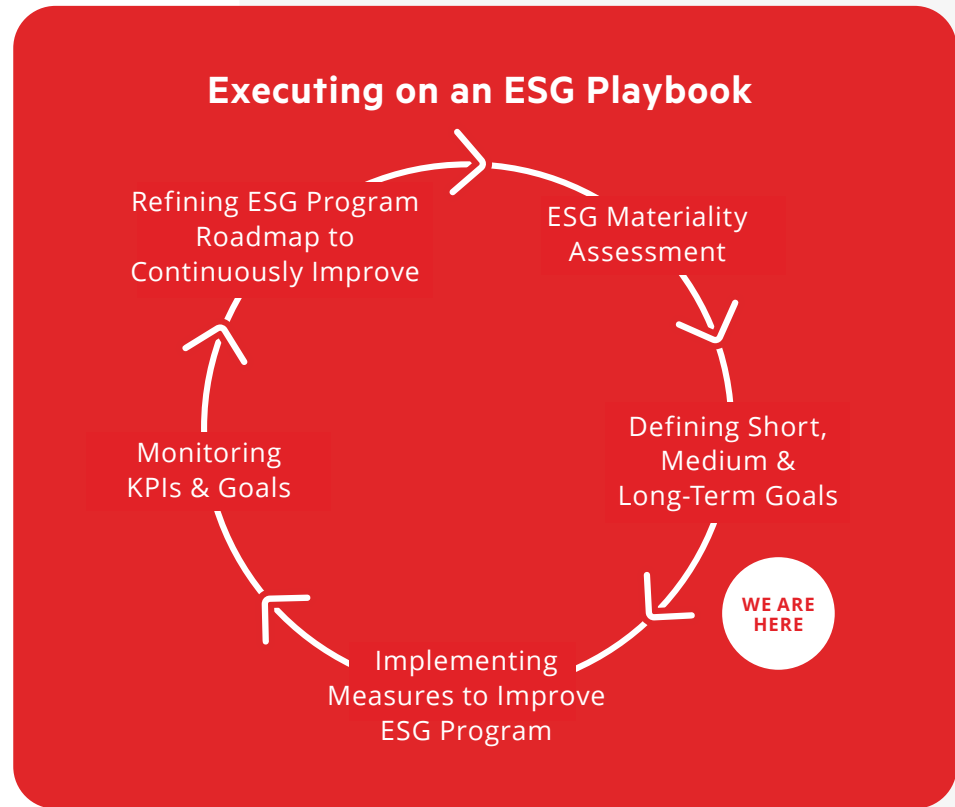 Executing on an ESG Playbook
Refining ESG Program
Roadmap to
Continuously Improve
ESG Materiality
Assessment
Defining Short,
Medium &
Long-Term Goals
WE ARE
HERE
Implementing
Measures to Improve
ESG Program
Monitoring
KPIs & Goals